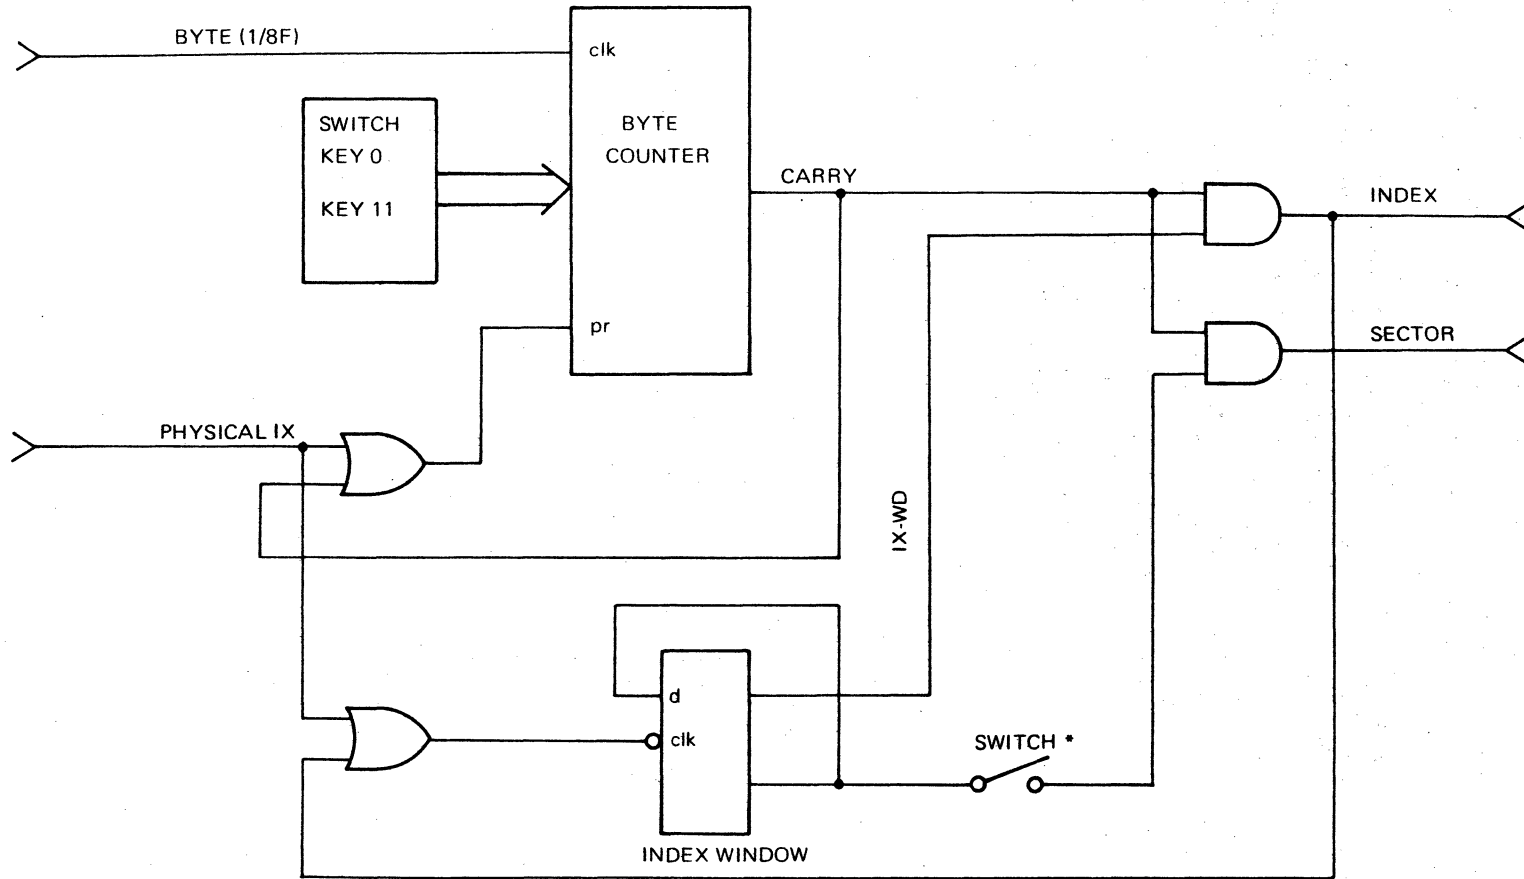 BYTE (1/8F)
clk
SWITCH
KEY 0
KEY 11
BYTE
COUNTER
CARRY
INDEX
pr
SECTOR
PHYSICAL IX
IX-WD
d
clk
SWITCH *
INDEX WINDOW